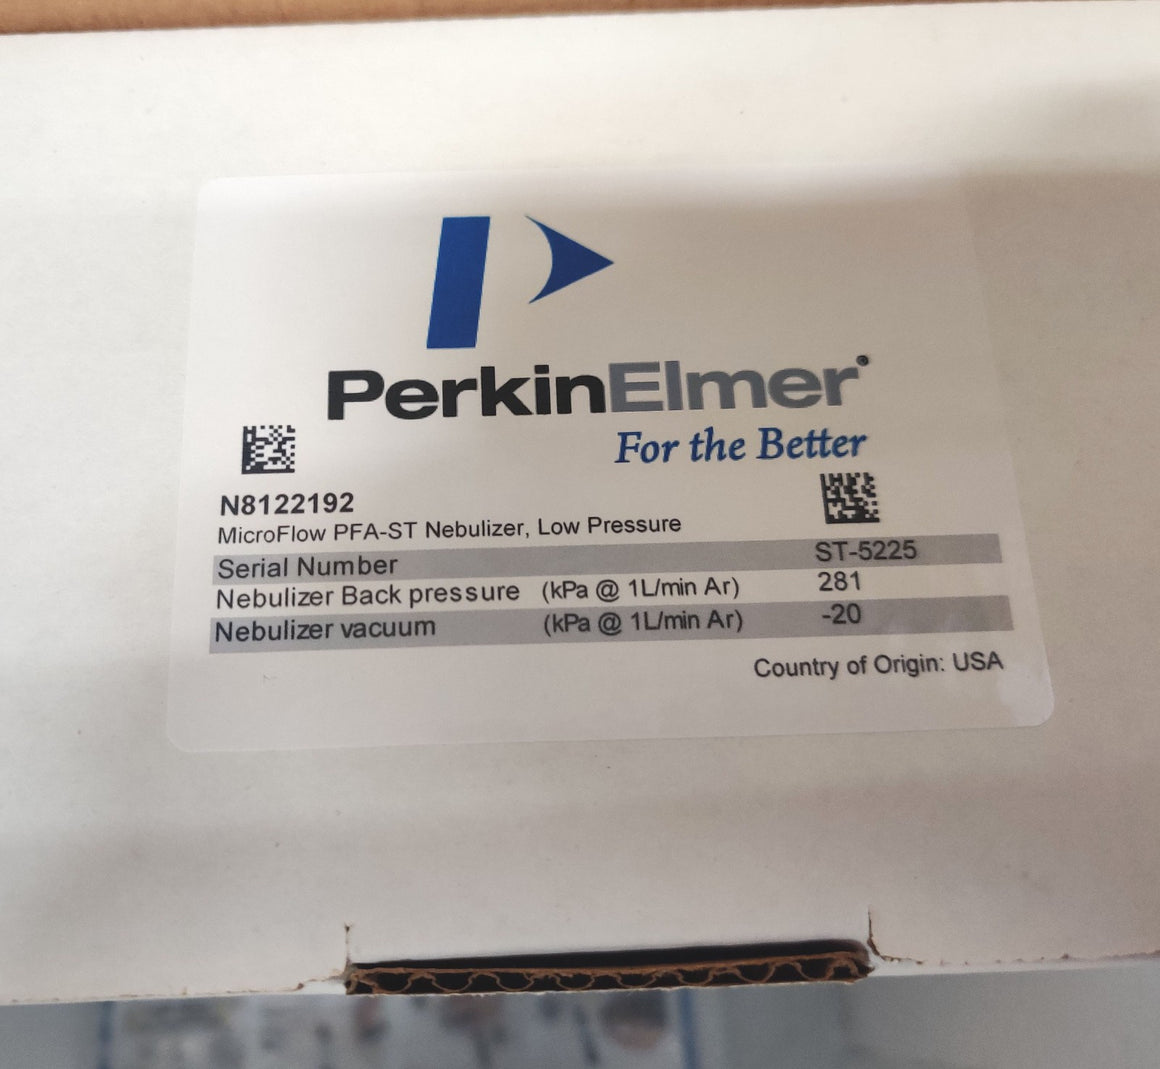 PerkinElmer
For the Better
N8122192
MicroFlow PFA-ST Nebulizer, Low Pressure
Serial Number ST-5225
Nebulizer Back pressure (kPa @ 1L/min Ar) 281
Nebulizer vacuum (kPa @ 1L/min Ar) -20
Country of Origin: USA